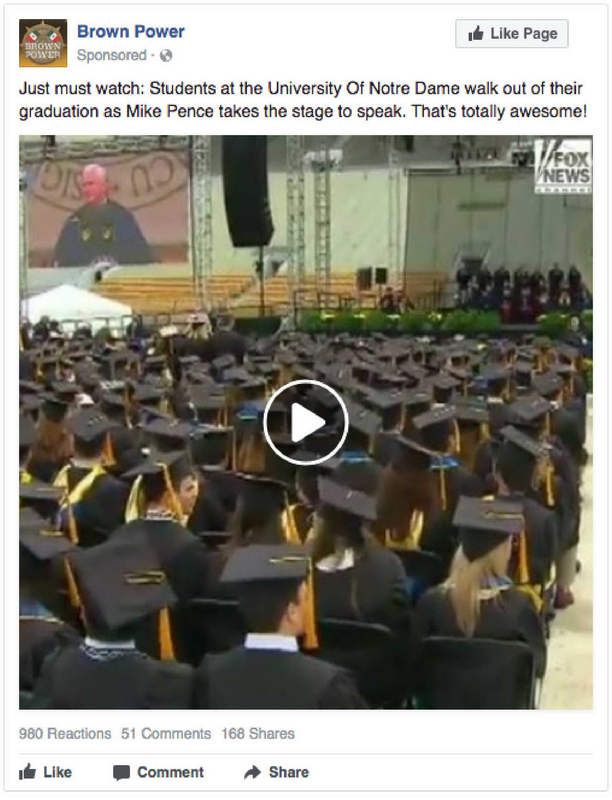 Brown Power
Like Page
Sponsored ·
BROWN
POWER
Just must watch: Students at the University Of Notre Dame walk out of their
graduation as Mike Pence takes the stage to speak. That's totally awesome!
FOX
NEWS
channel
980 Reactions 51 Comments 168 Shares
Like Comment Share